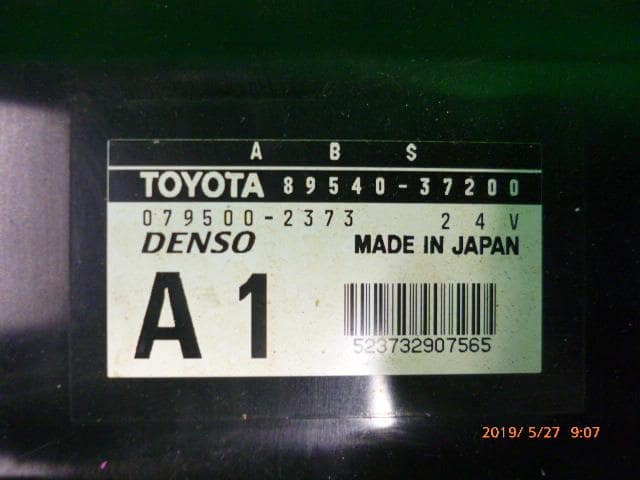 A B S
TOYOTA 89540-37200
079500-2373 24V
DENSO MADE IN JAPAN
A1
523732907565
2019/ 5/27 9:07